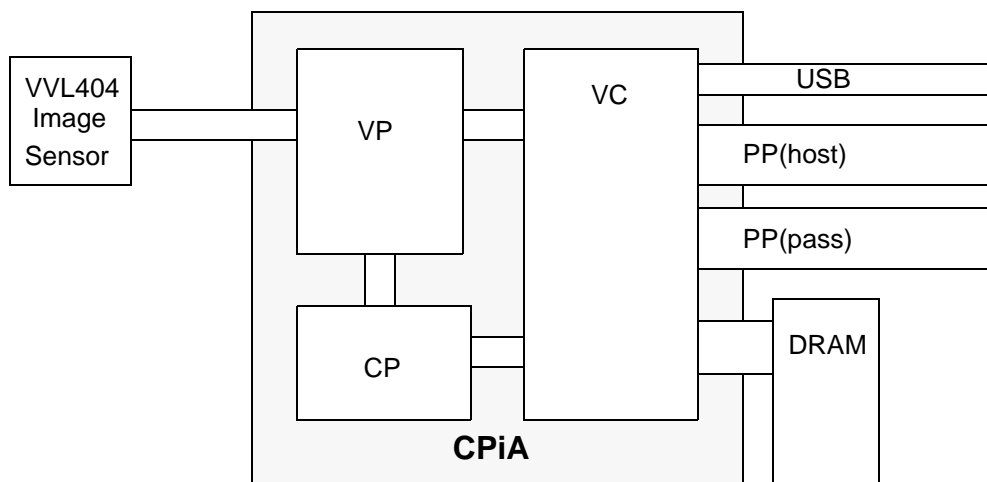 VVL404
Image
Sensor
VP
VC
USB
PP(host)
PP(pass)
CP
DRAM
CPiA